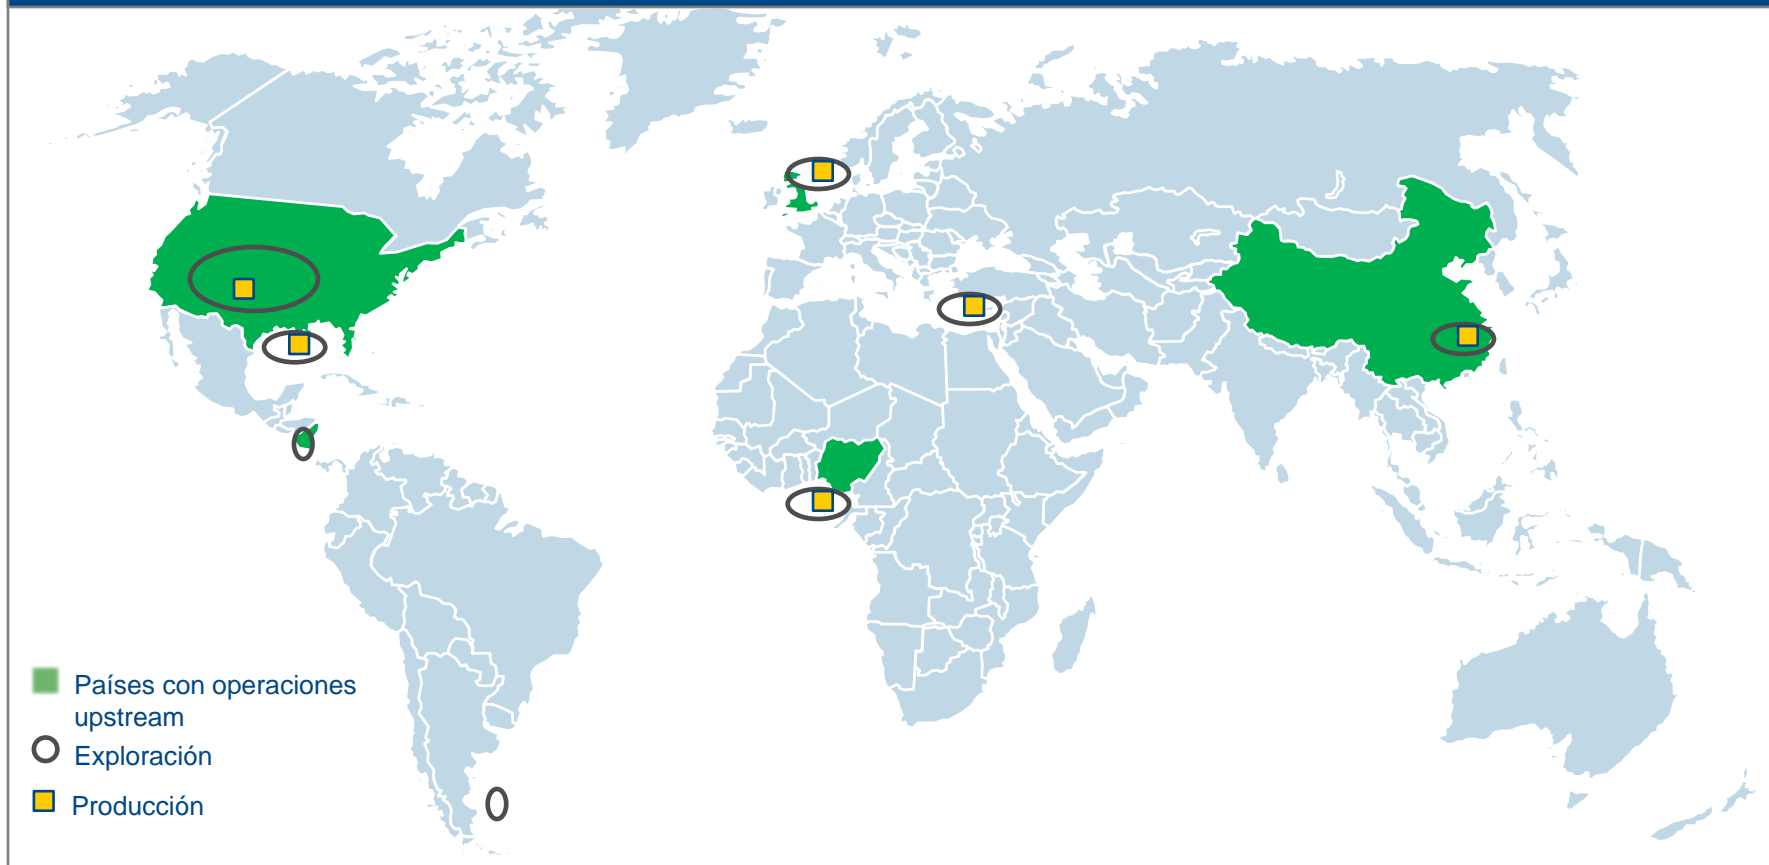 Países con operaciones
upstream
Exploración
Producción